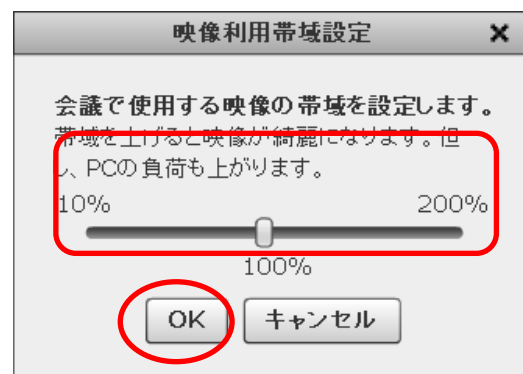 映像利用帯域設定 ✖
会議で使用する映像の帯域を設定します。
帯域を上げると映像が綺麗になります。但
し、PCの負荷も上がります。
10% 200%
100%
OK キャンセル